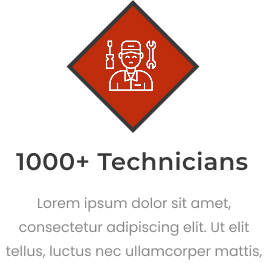 1000+ Technicians
Lorem ipsum dolor sit amet,
consectetur adipiscing elit. Ut elit
tellus, luctus nec ullamcorper mattis,